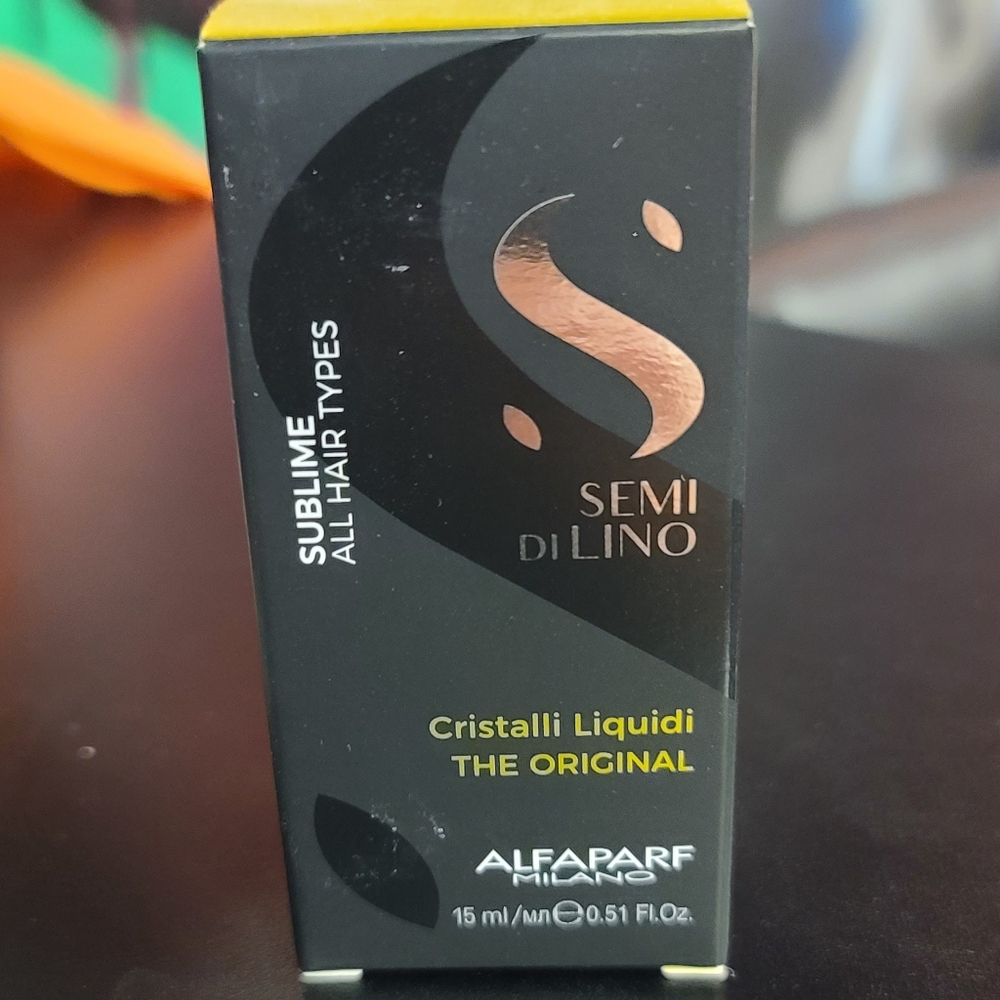 SUBLIME
ALL HAIR TYPES
SEMÌ
DI LINO
Cristalli Liquidi
THE ORIGINAL
ALFAPARF
MILANO
15 ml/мл℮0.51 Fl.Oz.